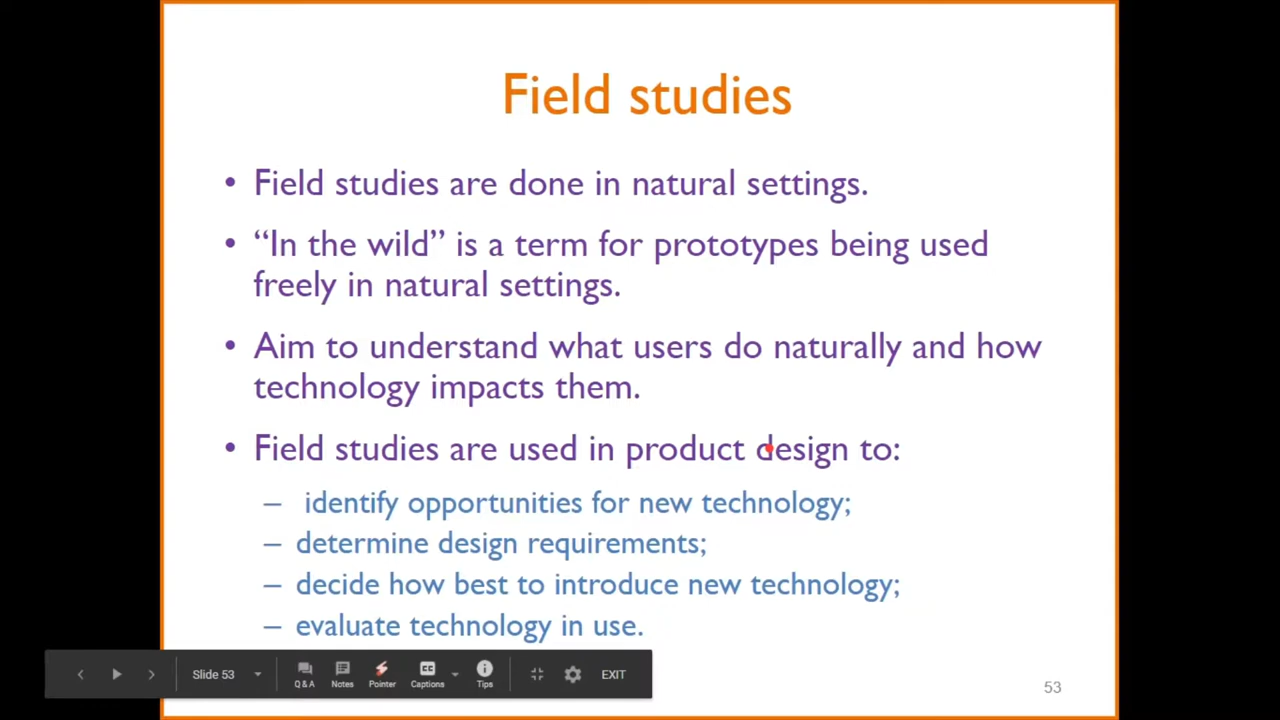 Field studies
• Field studies are done in natural settings.
• “In the wild” is a term for prototypes being used
freely in natural settings.
• Aim to understand what users do naturally and how
technology impacts them.
• Field studies are used in product design to:
– identify opportunities for new technology;
– determine design requirements;
– decide how best to introduce new technology;
– evaluate technology in use.
Slide 53
Q & A
Notes
Pointer
CC
Captions
Tips
EXIT
53